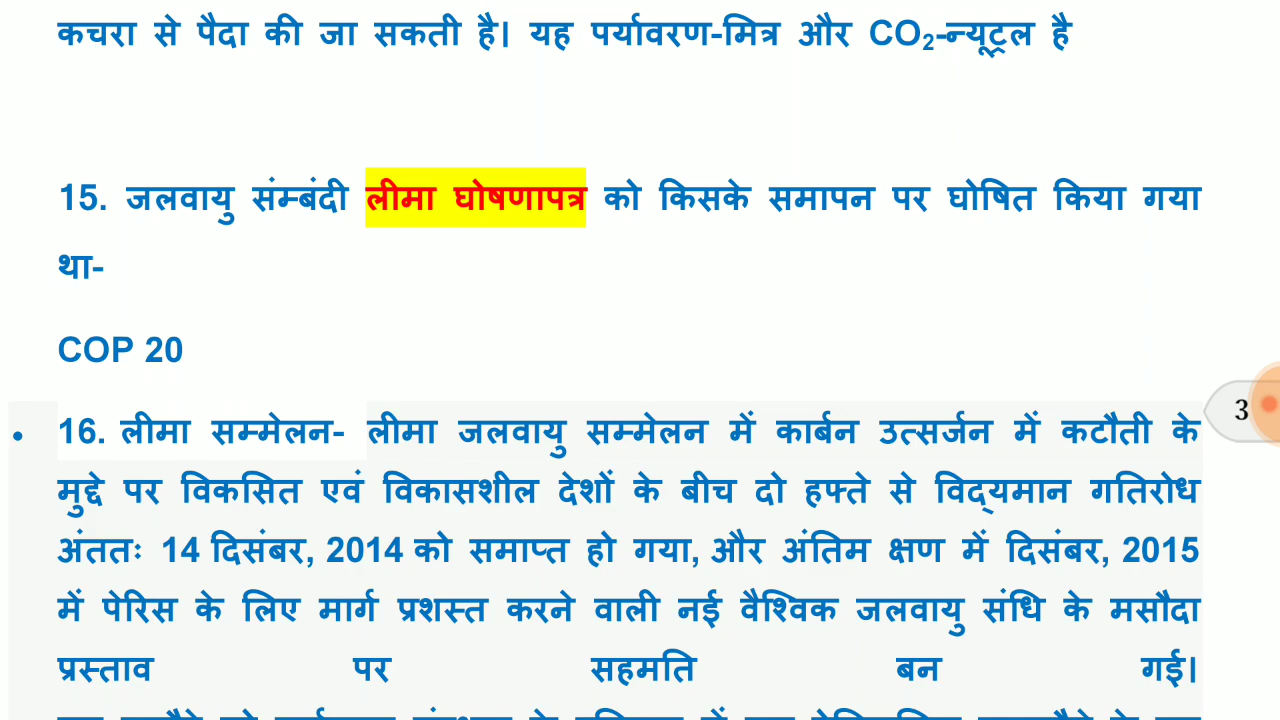 कचरा से पैदा की जा सकती है। यह पर्यावरण-मित्र और CO₂-न्यूट्रल है
15. जलवायु संम्बंदी लीमा घोषणापत्र को किसके समापन पर घोषित किया गया
था-
COP 20
• 16. लीमा सम्मेलन- लीमा जलवायु सम्मेलन में कार्बन उत्सर्जन में कटौती के
3
मुद्दे पर विकसित एवं विकासशील देशों के बीच दो हफ्ते से विद्यमान गतिरोध
अंततः 14 दिसंबर, 2014 को समाप्त हो गया, और अंतिम क्षण में दिसंबर, 2015
में पेरिस के लिए मार्ग प्रशस्त करने वाली नई वैश्विक जलवायु संधि के मसौदा
प्रस्ताव पर सहमति बन गई।